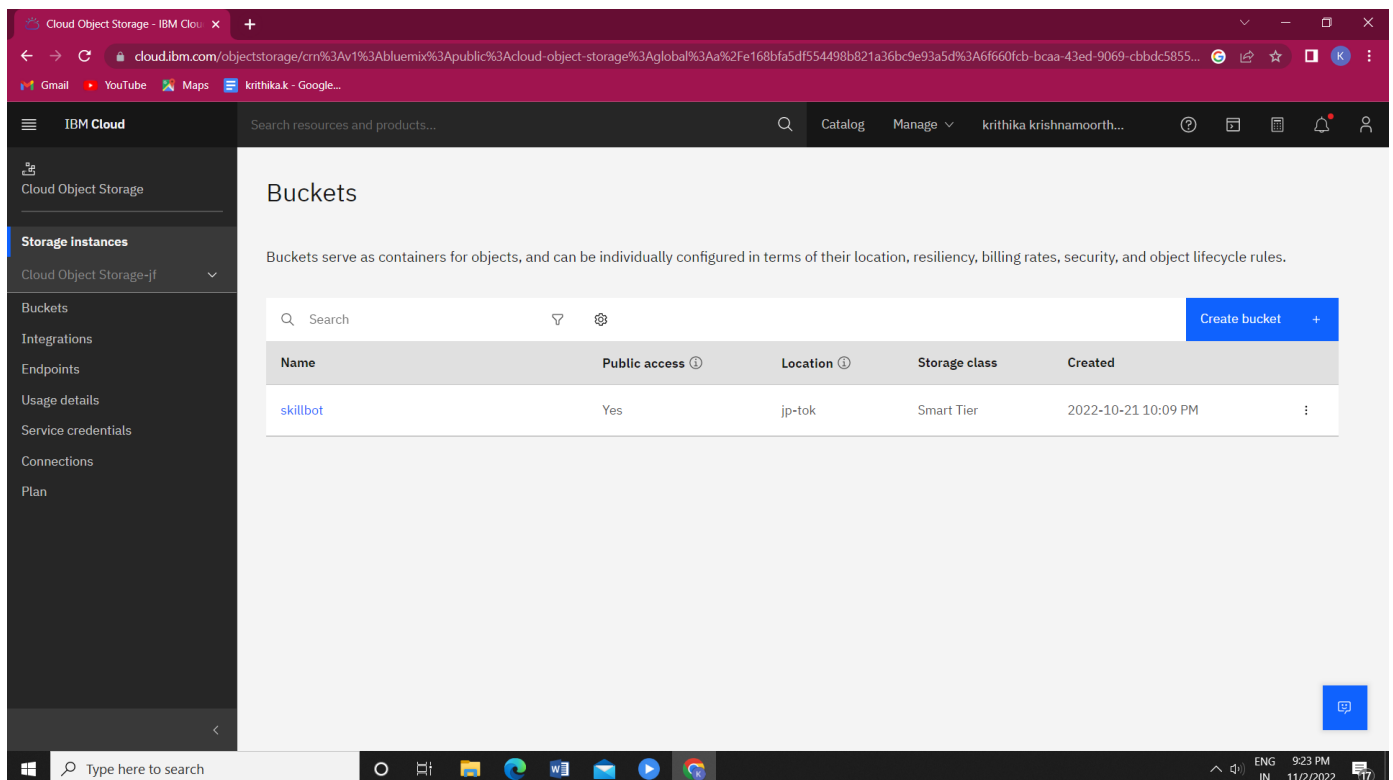 Cloud Object Storage - IBM Clou
cloud.ibm.com/objectstorage/crn%3Av1%3Abluemix%3Apublic%3Acloud-object-storage%3Aglobal%3Aa%2Fe168bfa5df554498b821a36bc9e93a5d%3A6f660fcb-bcaa-43ed-9069-cbbdc5855...
K
Gmail YouTube Maps krithika.k - Google...
IBM Cloud Search resources and products... Catalog Manage krithika krishnamoorth...
Cloud Object Storage
Storage instances
Cloud Object Storage-jf
Buckets
Integrations
Endpoints
Usage details
Service credentials
Connections
Plan
Buckets
Buckets serve as containers for objects, and can be individually configured in terms of their location, resiliency, billing rates, security, and object lifecycle rules.
Search Create bucket +
Name Public access Location Storage class Created
skillbot Yes jp-tok Smart Tier 2022-10-21 10:09 PM
Type here to search
ENG 9:23 PM
IN 11/2/2022 17